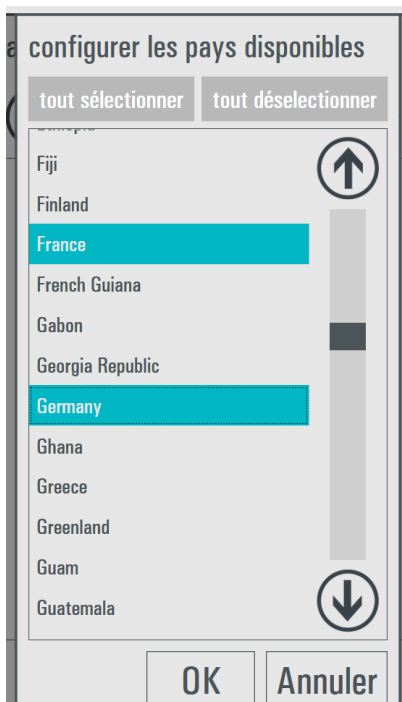 configurer les pays disponibles
tout sélectionner tout déselectionner
Fiji
Finland
France
French Guiana
Gabon
Georgia Republic
Germany
Ghana
Greece
Greenland
Guam
Guatemala
OK Annuler